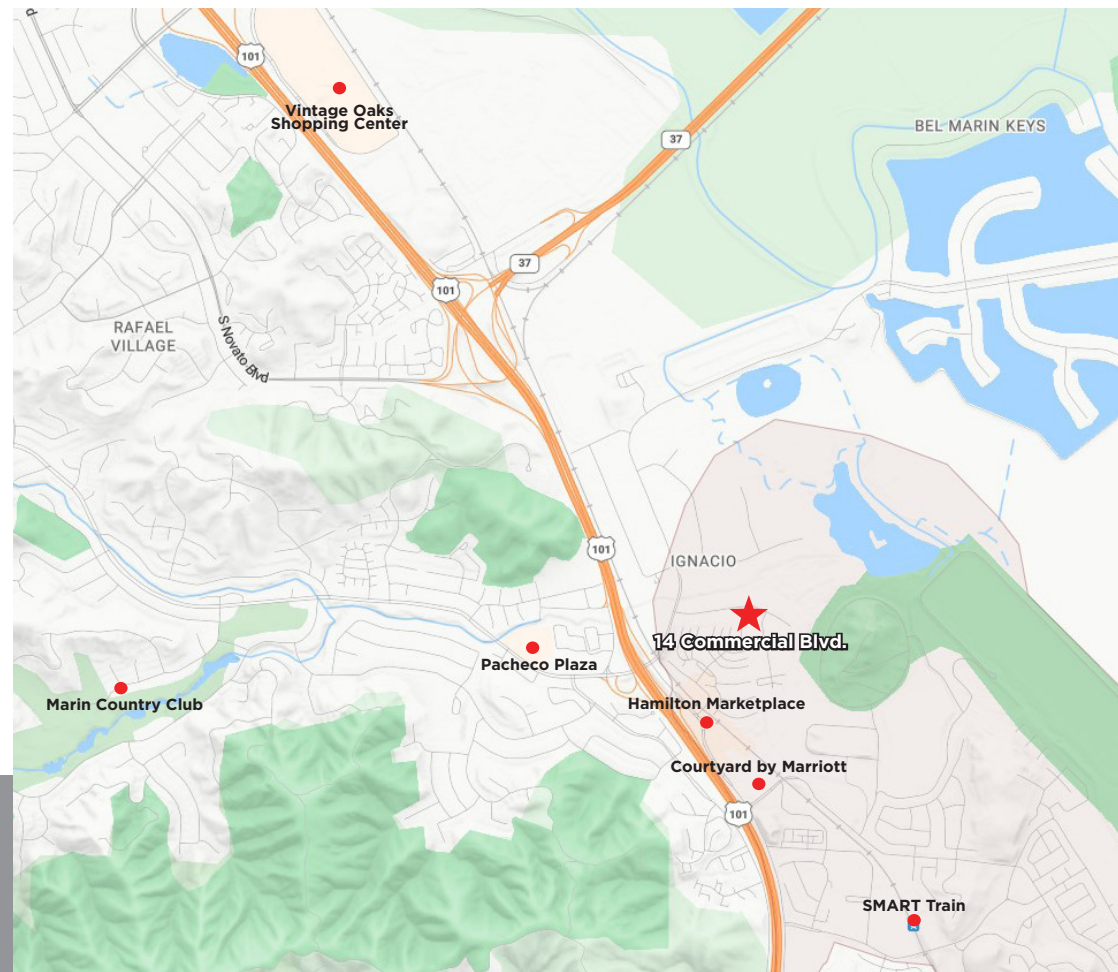 d
101
Vintage Oaks
Shopping Center
37
BEL MARIN KEYS
37
101
RAFAEL
VILLAGE
S Novato Blvd
101
IGNACIO
14 Commercial Blvd.
Pacheco Plaza
Marin Country Club
Hamilton Marketplace
Courtyard by Marriott
101
SMART Train